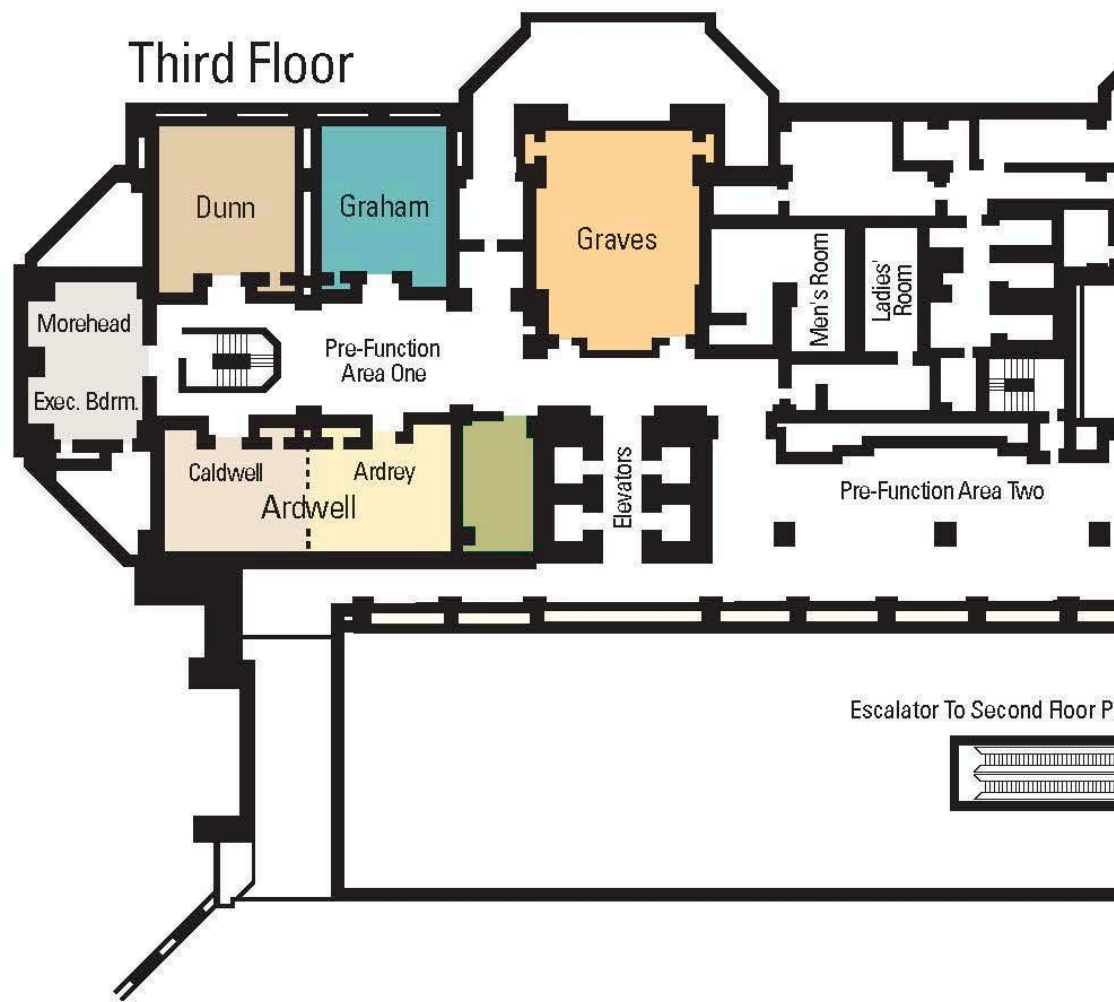 Third Floor
Dunn
Graham
Graves
Men's Room
Ladies'
Room
Morehead
Exec. Bdrm.
Pre-Function
Area One
Caldwell
Ardrey
Ardwell
Elevators
Pre-Function Area Two
Escalator To Second Floor P